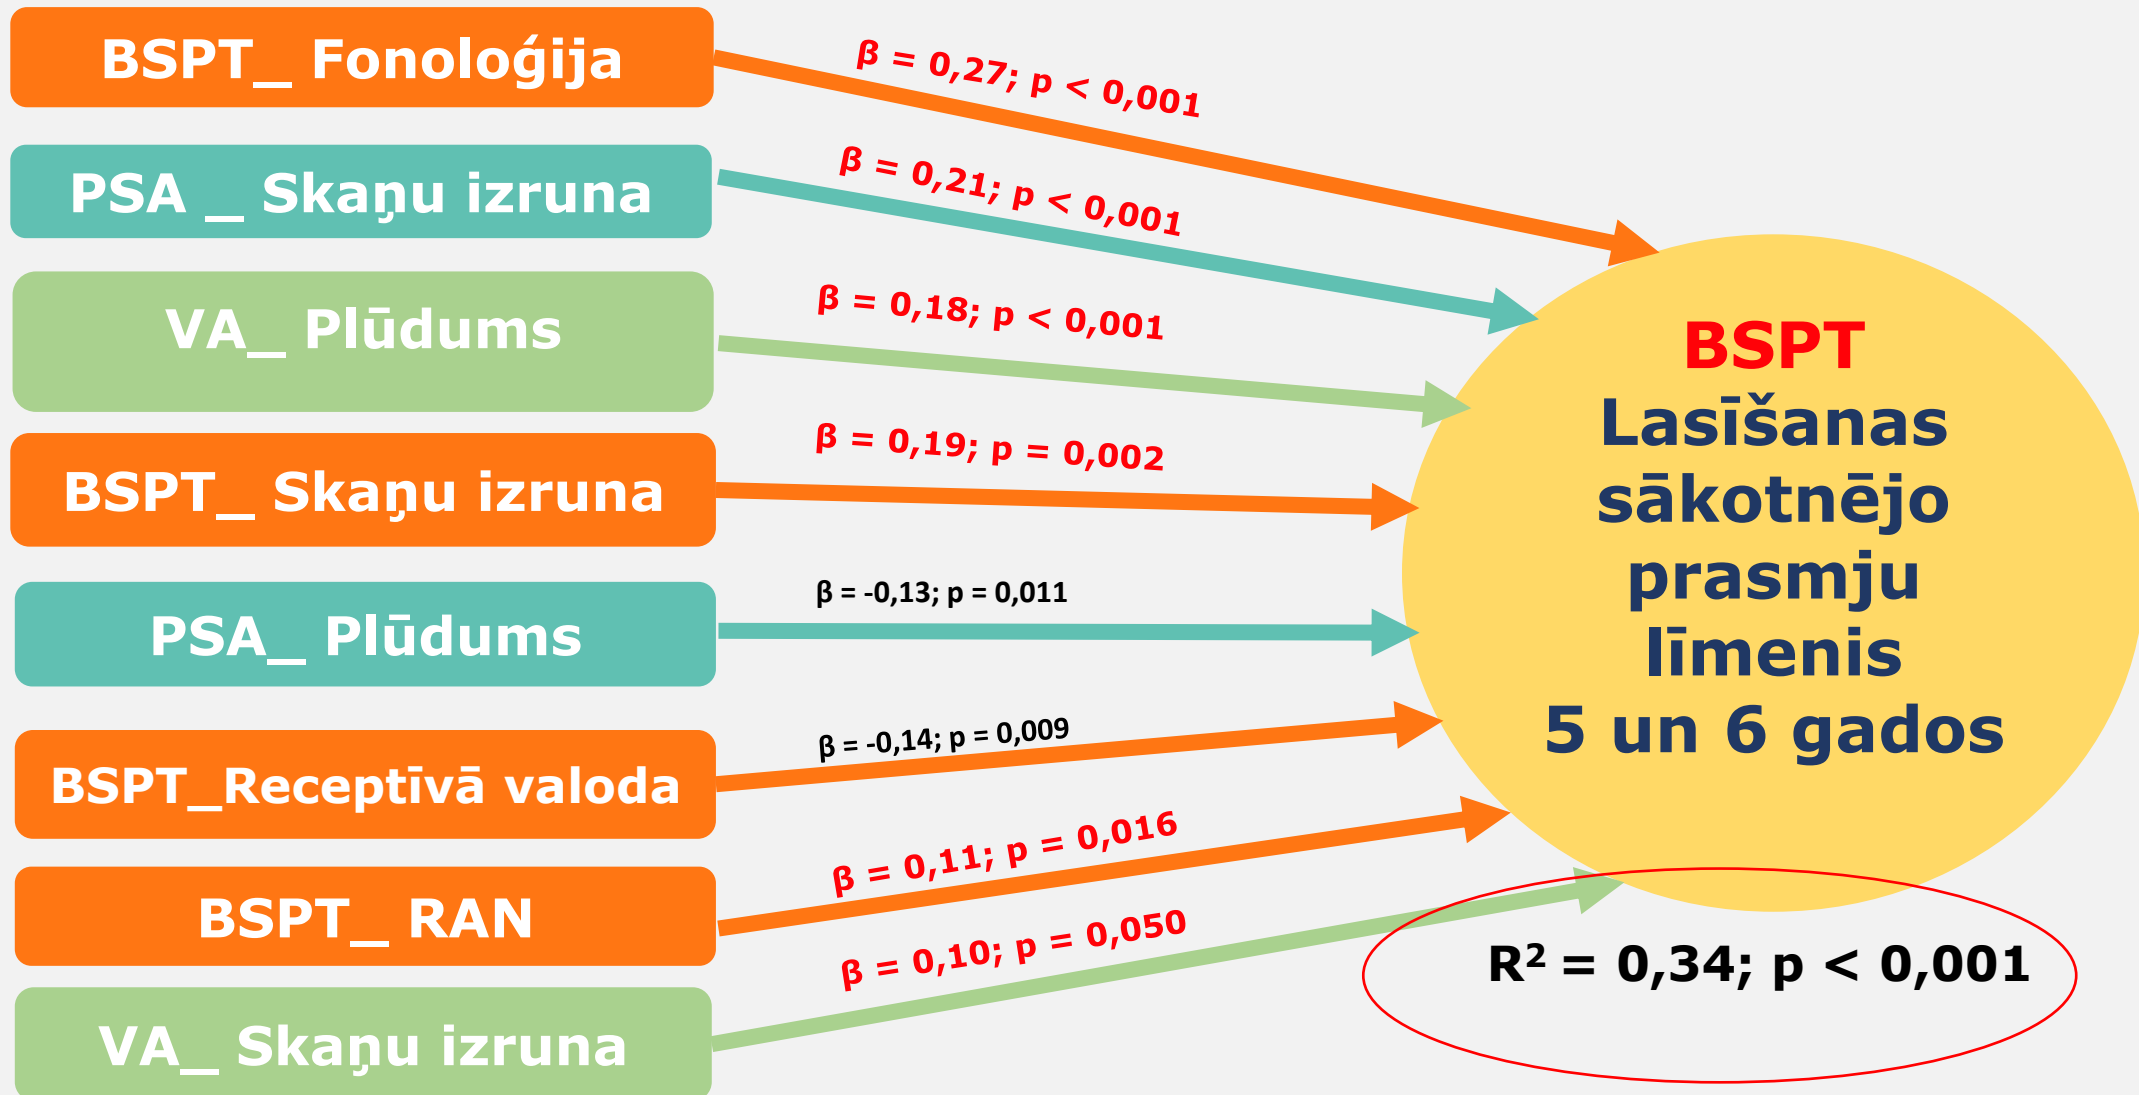 BSPT_ Fonoloģija
β = 0,27; p < 0,001
PSA _ Skaņu izruna
β = 0,21; p < 0,001
VA_ Plūdums
β = 0,18; p < 0,001
BSPT_ Skaņu izruna
β = 0,19; p = 0,002
PSA_ Plūdums
β = -0,13; p = 0,011
BSPT_Receptīvā valoda
β = -0,14; p = 0,009
BSPT_ RAN
β = 0,11; p = 0,016
VA_ Skaņu izruna
β = 0,10; p = 0,050
BSPT
Lasīšanas
sākotnējo
prasmju
līmenis
5 un 6 gados
R² = 0,34; p < 0,001